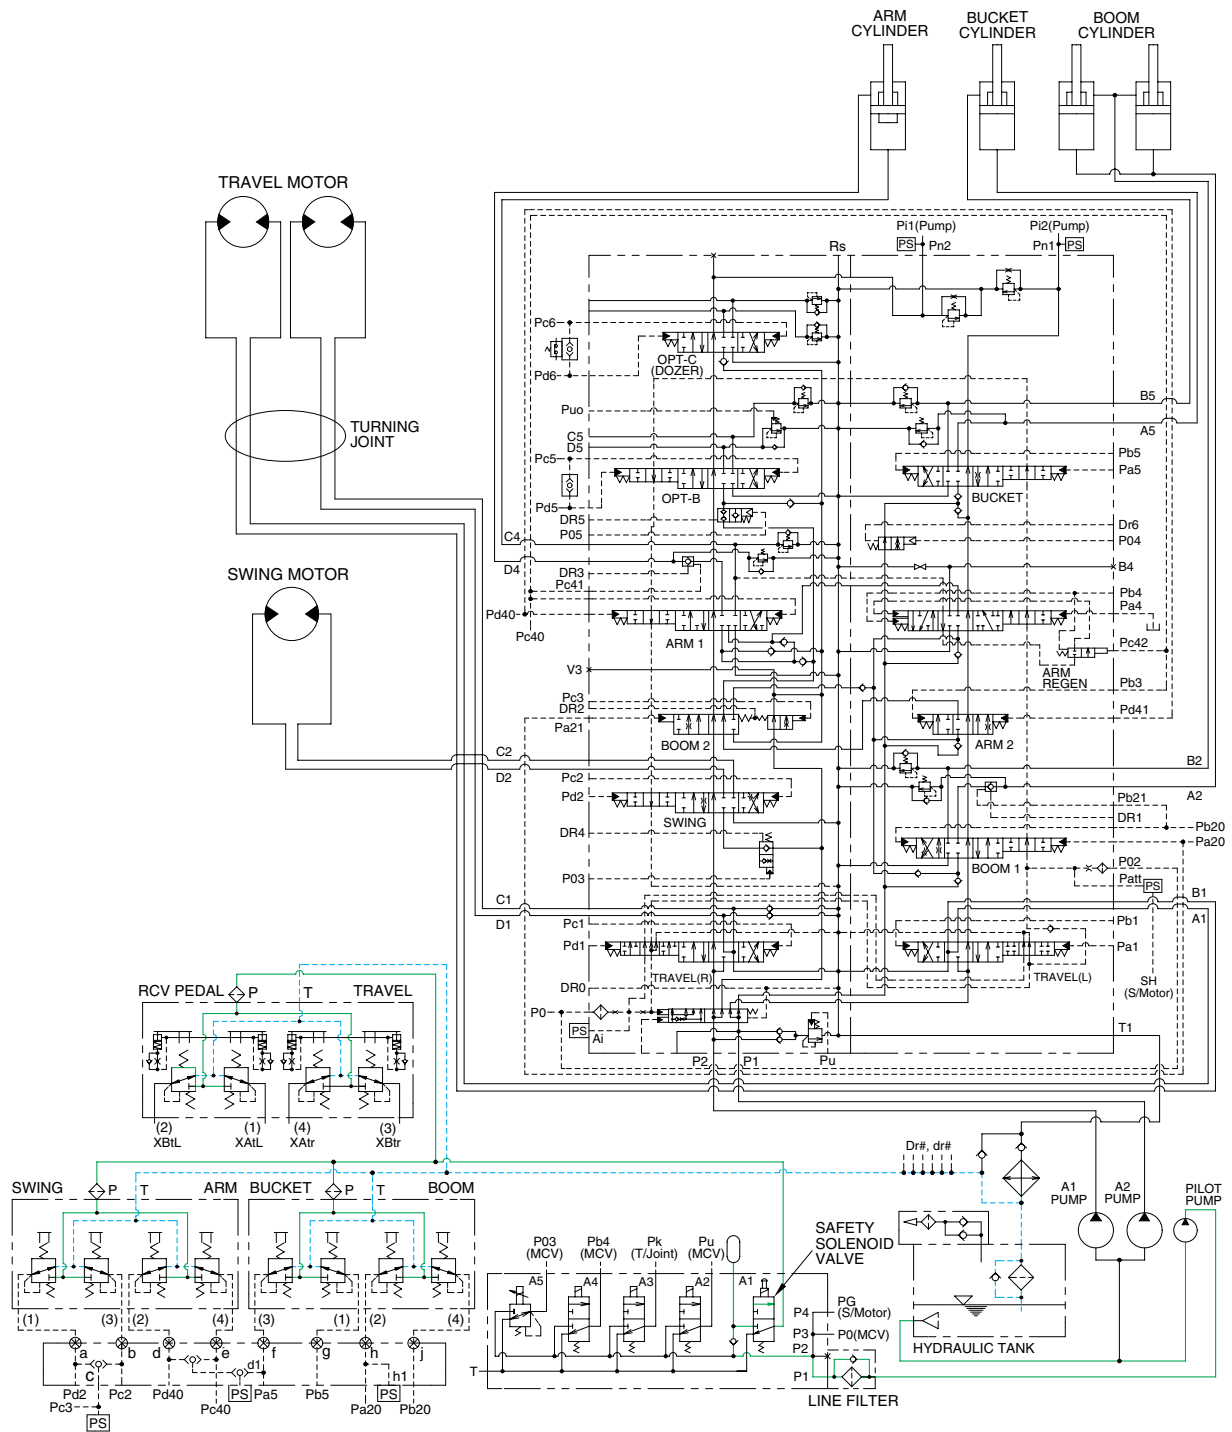 ARM
CYLINDER
BUCKET
CYLINDER
BOOM
CYLINDER
TRAVEL MOTOR
Pi1(Pump)
Pi2(Pump)
PS
Pn2
Pn1
PS
Rs
Pc6
OPT-C
(DOZER)
Pd6
B5
Puo
C5
D5
A5
TURNING
JOINT
Pc5
Pb5
Pa5
OPT-B
BUCKET
Pd5
DR5
P05
Dr6
P04
C4
D4
DR3
Pc41
B4
SWING MOTOR
Pb4
Pa4
Pd40
Pc40
ARM 1
Pc42
V3
ARM
REGEN
Pb3
Pc3
DR2
Pa21
Pd41
BOOM 2
ARM 2
C2
D2
B2
Pc2
Pd2
A2
Pb21
DR1
SWING
DR4
Pb20
Pa20
P03
BOOM 1
P02
Patt
PS
C1
D1
B1
A1
Pc1
Pd1
Pb1
Pa1
TRAVEL(R)
TRAVEL(L)
SH
(S/Motor)
DR0
P0
PS
Ai
T1
P2
P1
Pu
RCV PEDAL
P
T
TRAVEL
(2)
XBtL
(1)
XAtL
(4)
XAtr
(3)
XBtr
Dr#, dr#
SWING
P
T
ARM
BUCKET
P
T
BOOM
A1
PUMP
A2
PUMP
PILOT
PUMP
SAFETY
SOLENOID
VALVE
P03
(MCV)
Pb4
(MCV)
Pk
(T/Joint)
Pu
(MCV)
A5
A4
A3
A2
A1
P4
PG
(S/Motor)
P3
P0(MCV)
P2
P1
T
HYDRAULIC TANK
LINE FILTER
(1)
(3)
(2)
(4)
(3)
(1)
(2)
(4)
a
b
d
e
f
g
h
j
c
d1
h1
Pd2
Pc2
Pd40
PS
Pa5
Pb5
PS
Pc3
Pc40
Pa20
Pb20
PS